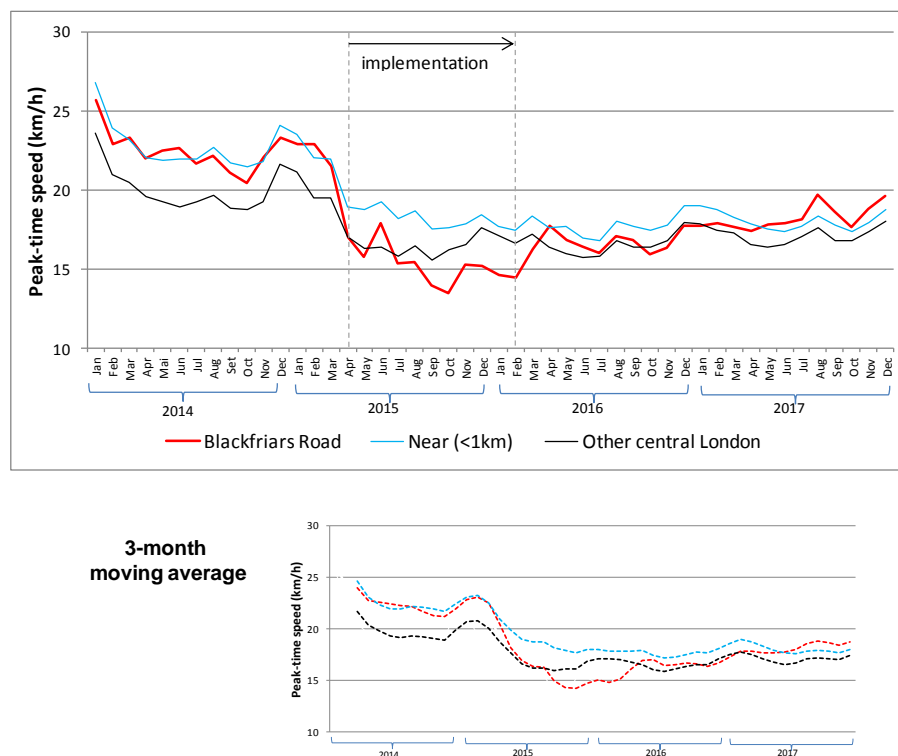 30
25
20
15
10
Peak-time speed (km/h)
implementation
Jan Feb Mar Apr Mai Jun Jul Aug Set Oct Nov Dec Jan Feb Mar Apr May Jun Jul Aug Sep Oct Nov Dec Jan Feb Mar Apr May Jun Jul Aug Sep Oct Nov Dec Jan Feb Mar Apr May Jun Jul Aug Sep Oct Nov Dec
2014 2015 2016 2017
Blackfriars Road Near (<1km) Other central London
3-month
moving average
30
25
20
15
10
Peak-time speed (km/h)
2014 2015 2016 2017